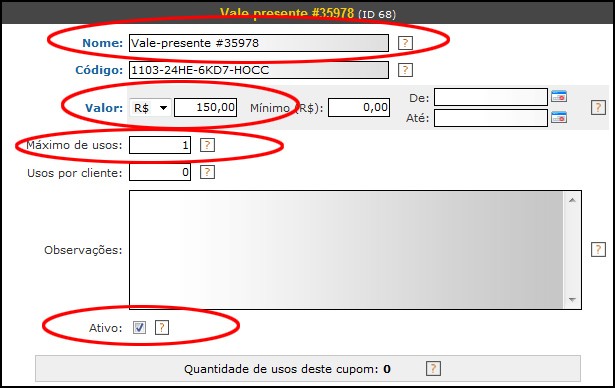 Vale-presente #35978 (ID 68)
Nome: Vale-presente #35978 ?
Código: 1103-24HE-6KD7-HOCC ?
Valor: R$ 150,00 Mínimo (R$): 0,00 De: ?
Até:
Máximo de usos: 1 ?
Usos por cliente: 0 ?
Observações: ?
Ativo: ?
Quantidade de usos deste cupom: 0 ?